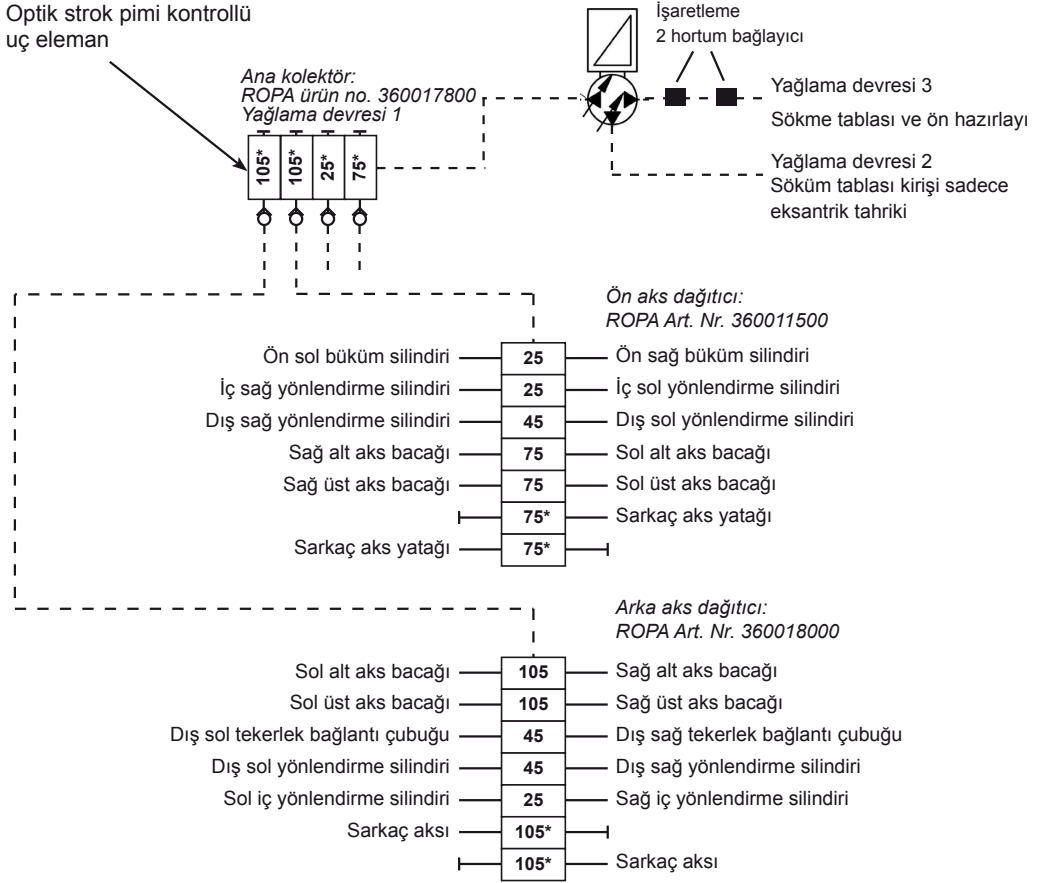 Optik strok pimi kontrollü
uç eleman
Ana kolektör:
ROPA ürün no. 360017800
Yağlama devresi 1
105*
105*
25*
75*
İşaretleme
2 hortum bağlayıcı
Yağlama devresi 3
Sökme tablası ve ön hazırlayı
Yağlama devresi 2
Söküm tablası kirişi sadece
eksantrik tahriki
Ön aks dağıtıcı:
ROPA Art. Nr. 360011500
Ön sol büküm silindiri 25 Ön sağ büküm silindiri
İç sağ yönlendirme silindiri 25 İç sol yönlendirme silindiri
Dış sağ yönlendirme silindiri 45 Dış sol yönlendirme silindiri
Sağ alt aks bacağı 75 Sol alt aks bacağı
Sağ üst aks bacağı 75 Sol üst aks bacağı
75* Sarkaç aks yatağı
Sarkaç aks yatağı 75*
Arka aks dağıtıcı:
ROPA Art. Nr. 360018000
Sol alt aks bacağı 105 Sağ alt aks bacağı
Sol üst aks bacağı 105 Sağ üst aks bacağı
Dış sol tekerlek bağlantı çubuğu 45 Dış sağ tekerlek bağlantı çubuğu
Dış sol yönlendirme silindiri 45 Dış sağ yönlendirme silindiri
Sol iç yönlendirme silindiri 25 Sağ iç yönlendirme silindiri
Sarkaç aksı 105*
105* Sarkaç aksı